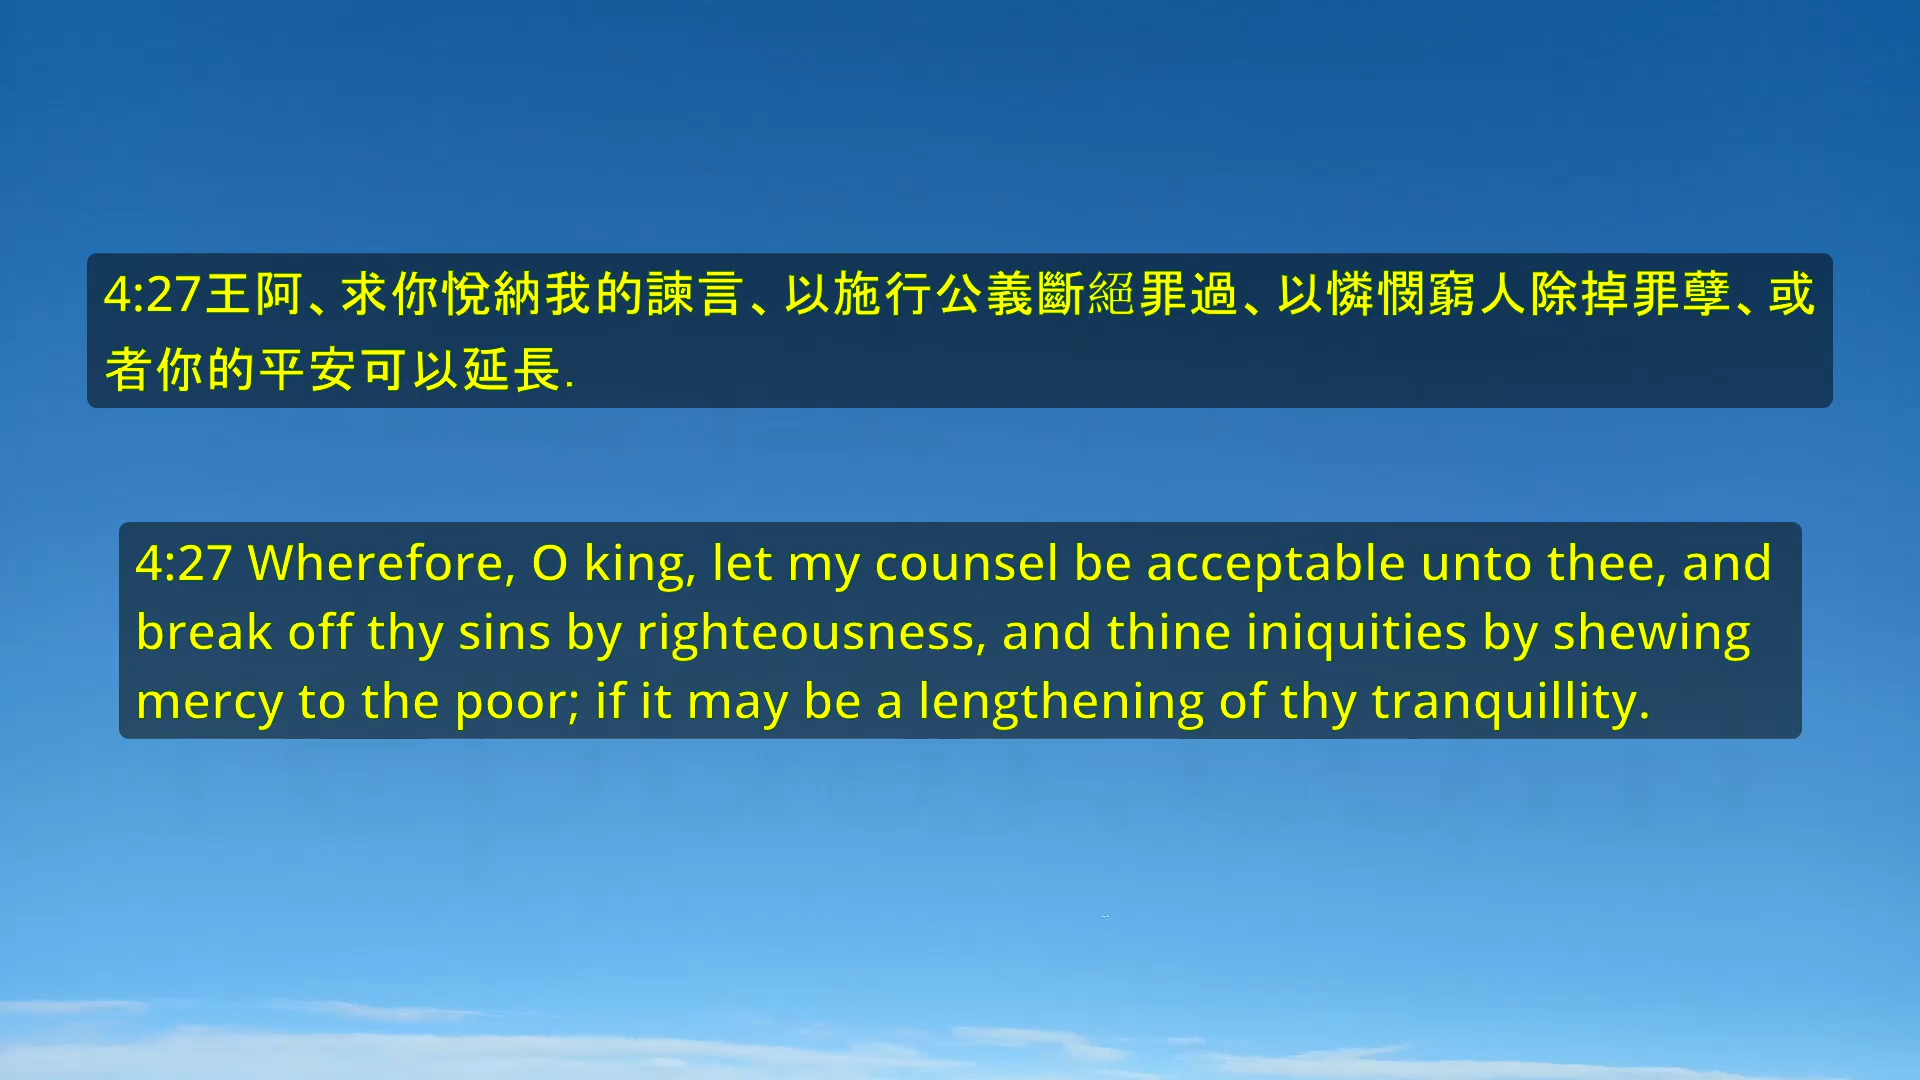 4:27王阿、求你悅納我的諫言、以施行公義斷絕罪過、以憐憫窮人除掉罪孽、或
者你的平安可以延長.
4:27 Wherefore, O king, let my counsel be acceptable unto thee, and
break off thy sins by righteousness, and thine iniquities by shewing
mercy to the poor; if it may be a lengthening of thy tranquillity.